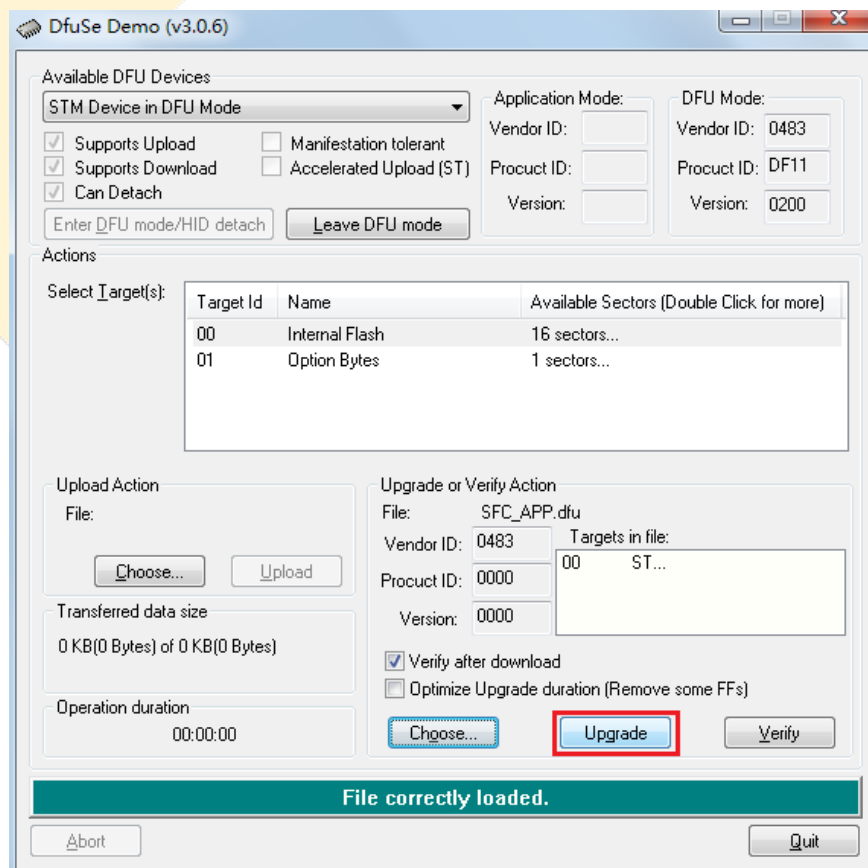 DfuSe Demo (v3.0.6)
Available DFU Devices
STM Device in DFU Mode
Supports Upload
Manifestation tolerant
Supports Download
Accelerated Upload (ST)
Can Detach
Enter DFU mode/HID detach
Leave DFU mode
Application Mode:
Vendor ID:
Procuct ID:
Version:
DFU Mode:
Vendor ID: 0483
Procuct ID: DF11
Version: 0200
Actions
Select Target(s):
Target Id Name Available Sectors (Double Click for more)
00 Internal Flash 16 sectors...
01 Option Bytes 1 sectors...
Upload Action
File:
Choose...
Upload
Transferred data size
0 KB(0 Bytes) of 0 KB(0 Bytes)
Operation duration
00:00:00
Upgrade or Verify Action
File: SFC_APP.dfu
Vendor ID: 0483
Procuct ID: 0000
Version: 0000
Targets in file:
00 ST...
Verify after download
Optimize Upgrade duration (Remove some FFs)
Choose...
Upgrade
Verify
File correctly loaded.
Abort
Quit